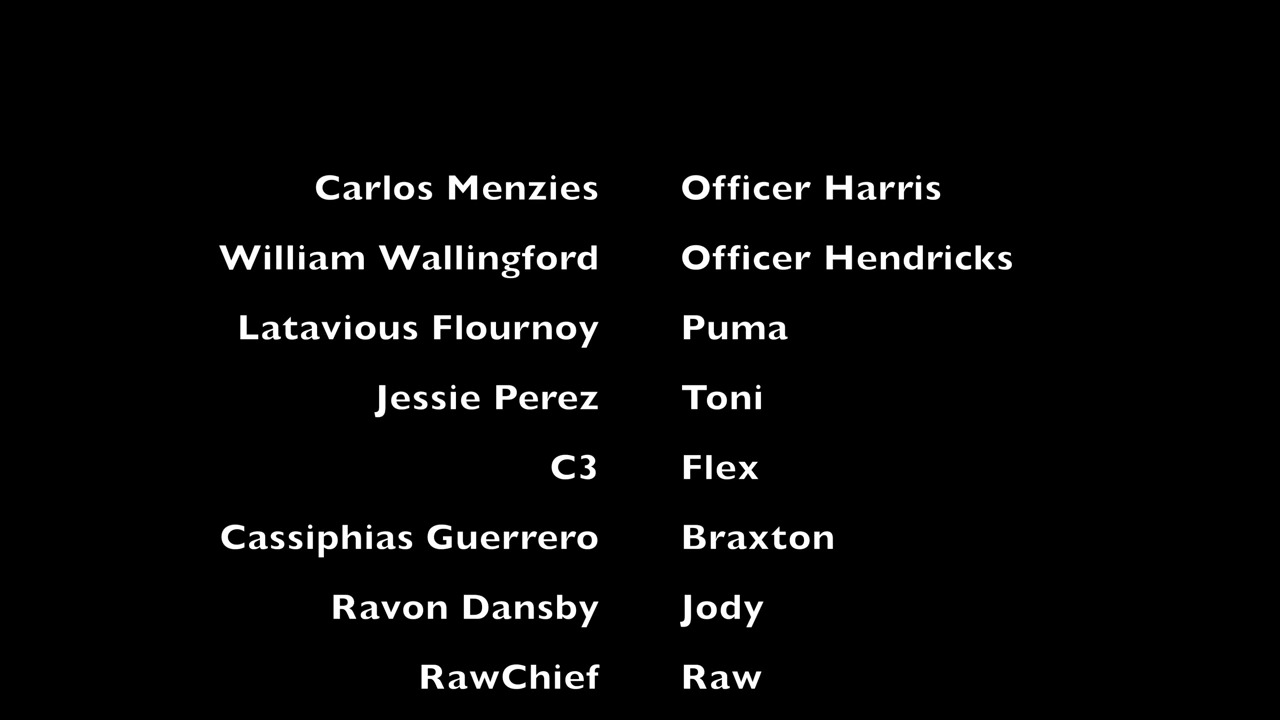 Carlos Menzies Officer Harris
William Wallingford Officer Hendricks
Latavious Flournoy Puma
Jessie Perez Toni
C3 Flex
Cassiphias Guerrero Braxton
Ravon Dansby Jody
RawChief Raw